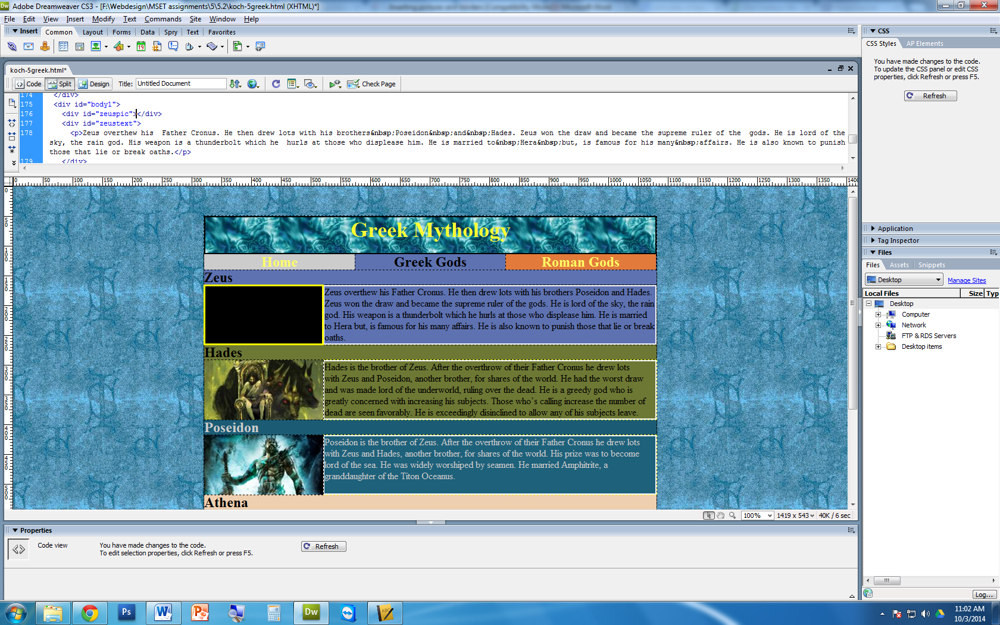 Adobe Dreamweaver CS3 - [F:\Webdesign\MSET assignments\5\5.2\koch-5greek.html (XHTML)*]
File Edit View Insert Modify Text Commands Site Window Help
Insert Common Layout Forms Data Spry Text Favorites
koch-5greek.html*
Code Split Design Title: Untitled Document Check Page
174 </div>
175 <div id="body1">
176 <div id="zeuspic"></div>
177 <div id="zeustext">
178 <p>Zeus overthew his  Father Cronus. He then drew lots with his brothers&nbsp;Poseidon&nbsp;and&nbsp;Hades. Zeus won the draw and became the supreme ruler of the  gods. He is lord of the
sky, the rain god. His weapon is a thunderbolt which he  hurls at those who displease him. He is married to&nbsp;Hera&nbsp;but, is famous for his many&nbsp;affairs. He is also known to punish
those that lie or break oaths.</p>
179 </div>
0 50 100 150 200 250 300 350 400 450 500 550 600 650 700 750 800 850 900 950 1000 1050 1100 1150 1200 1250 1300 1350 1400
Greek Mythology
Home Greek Gods Roman Gods
Zeus
Zeus overthew his Father Cronus. He then drew lots with his brothers Poseidon and Hades.
Zeus won the draw and became the supreme ruler of the gods. He is lord of the sky, the rain
god. His weapon is a thunderbolt which he hurls at those who displease him. He is married
to Hera but, is famous for his many affairs. He is also known to punish those that lie or break
oaths.
Hades
Hades is the brother of Zeus. After the overthrow of their Father Cronus he drew lots
with Zeus and Poseidon, another brother, for shares of the world. He had the worst draw
and was made lord of the underworld, ruling over the dead. He is a greedy god who is
greatly concerned with increasing his subjects. Those who's calling increase the number of
dead are seen favorably. He is exceedingly disinclined to allow any of his subjects leave.
Poseidon
Poseidon is the brother of Zeus. After the overthrow of their Father Cronus he drew lots
with Zeus and Hades, another brother, for shares of the world. His prize was to become
lord of the sea. He was widely worshiped by seamen. He married Amphitrite, a
granddaughter of the Titon Oceanus.
Athena
0 50 100 150 200 250 300 350 400 450 500
100% 1419 x 543 40K / 6 sec
Properties
Code view You have made changes to the code.
To edit selection properties, click Refresh or press F5.
Refresh
CSS
CSS Styles AP Elements
You have made changes to the code.
To update the CSS panel or edit CSS
properties, click Refresh or press F5.
Refresh
Application
Tag Inspector
Files
Files Assets Snippets
Desktop Manage Sites
Local Files Size Typ
Desktop
Computer
Network
FTP & RDS Servers
Desktop items
Log...
Dw
19
Ps W P Dw ABC
11:02 AM
10/3/2014